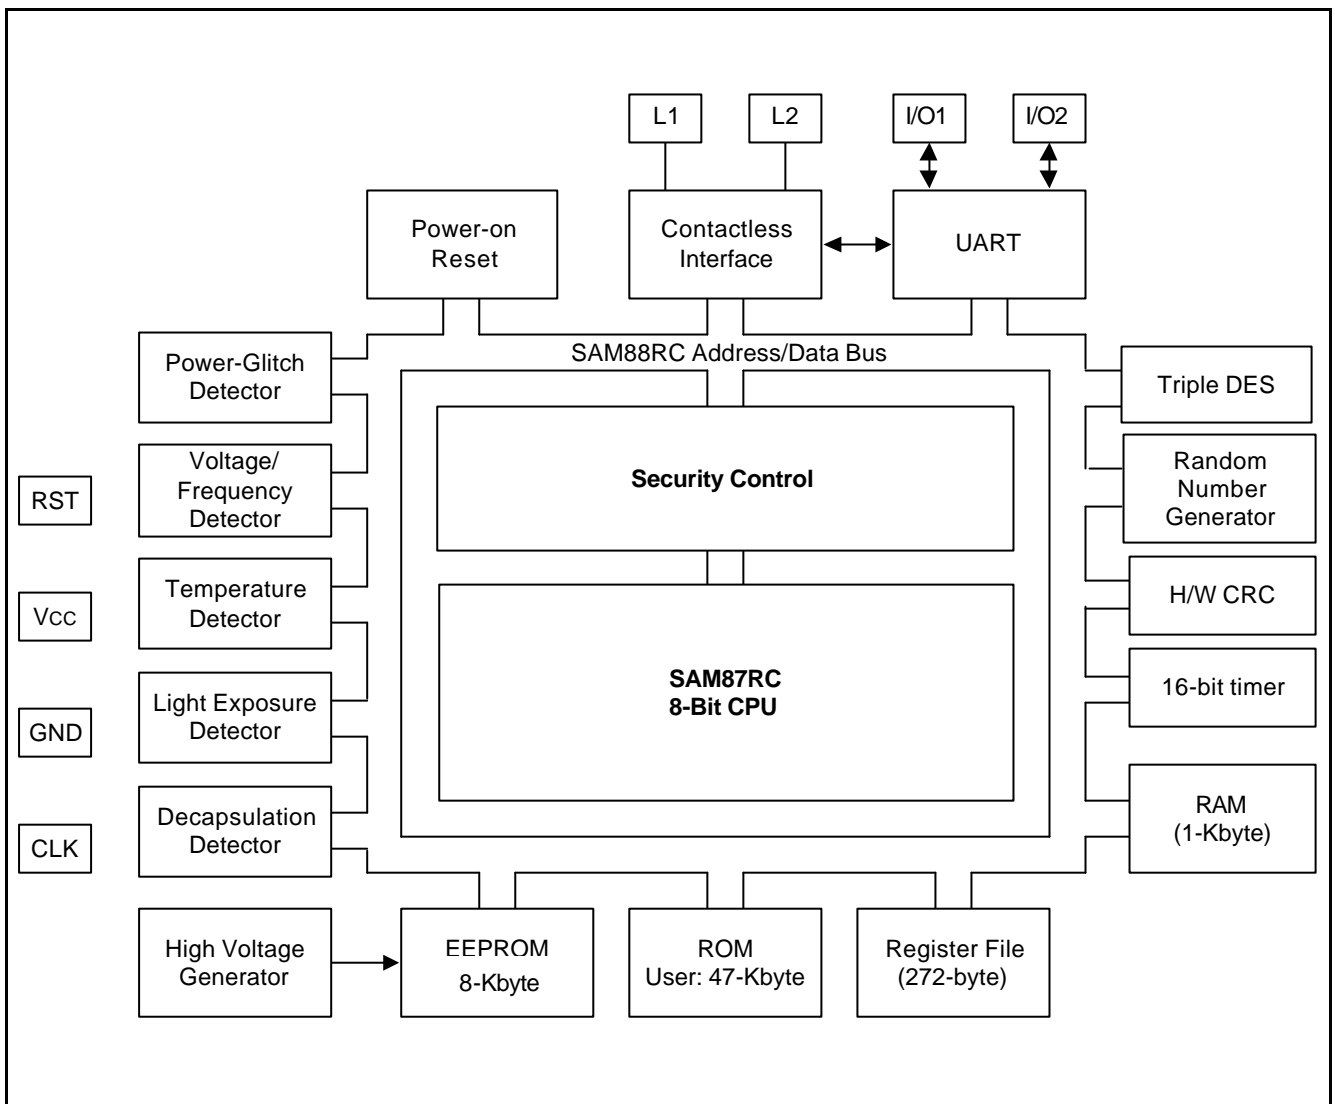 L1
L2
I/O1
I/O2
Power-on
Reset
Contactless
Interface
UART
SAM88RC Address/Data Bus
Power-Glitch
Detector
Triple DES
Security Control
Voltage/
Frequency
Detector
Random
Number
Generator
RST
Temperature
Detector
H/W CRC
Vcc
SAM87RC
8-Bit CPU
Light Exposure
Detector
16-bit timer
GND
Decapsulation
Detector
RAM
(1-Kbyte)
CLK
High Voltage
Generator
EEPROM
8-Kbyte
ROM
User: 47-Kbyte
Register File
(272-byte)